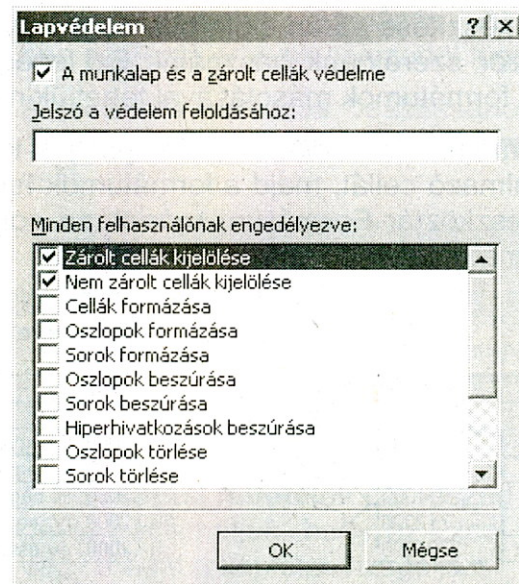 Lapvédelem
A munkalap és a zárolt cellák védelme
Jelszó a védelem feloldásához:
Minden felhasználónak engedélyezve:
Zárolt cellák kijelölése
Nem zárolt cellák kijelölése
Cellák formázása
Oszlopok formázása
Sorok formázása
Oszlopok beszúrása
Sorok beszúrása
Hiperhivatkozások beszúrása
Oszlopok törlése
Sorok törlése
OK Mégse